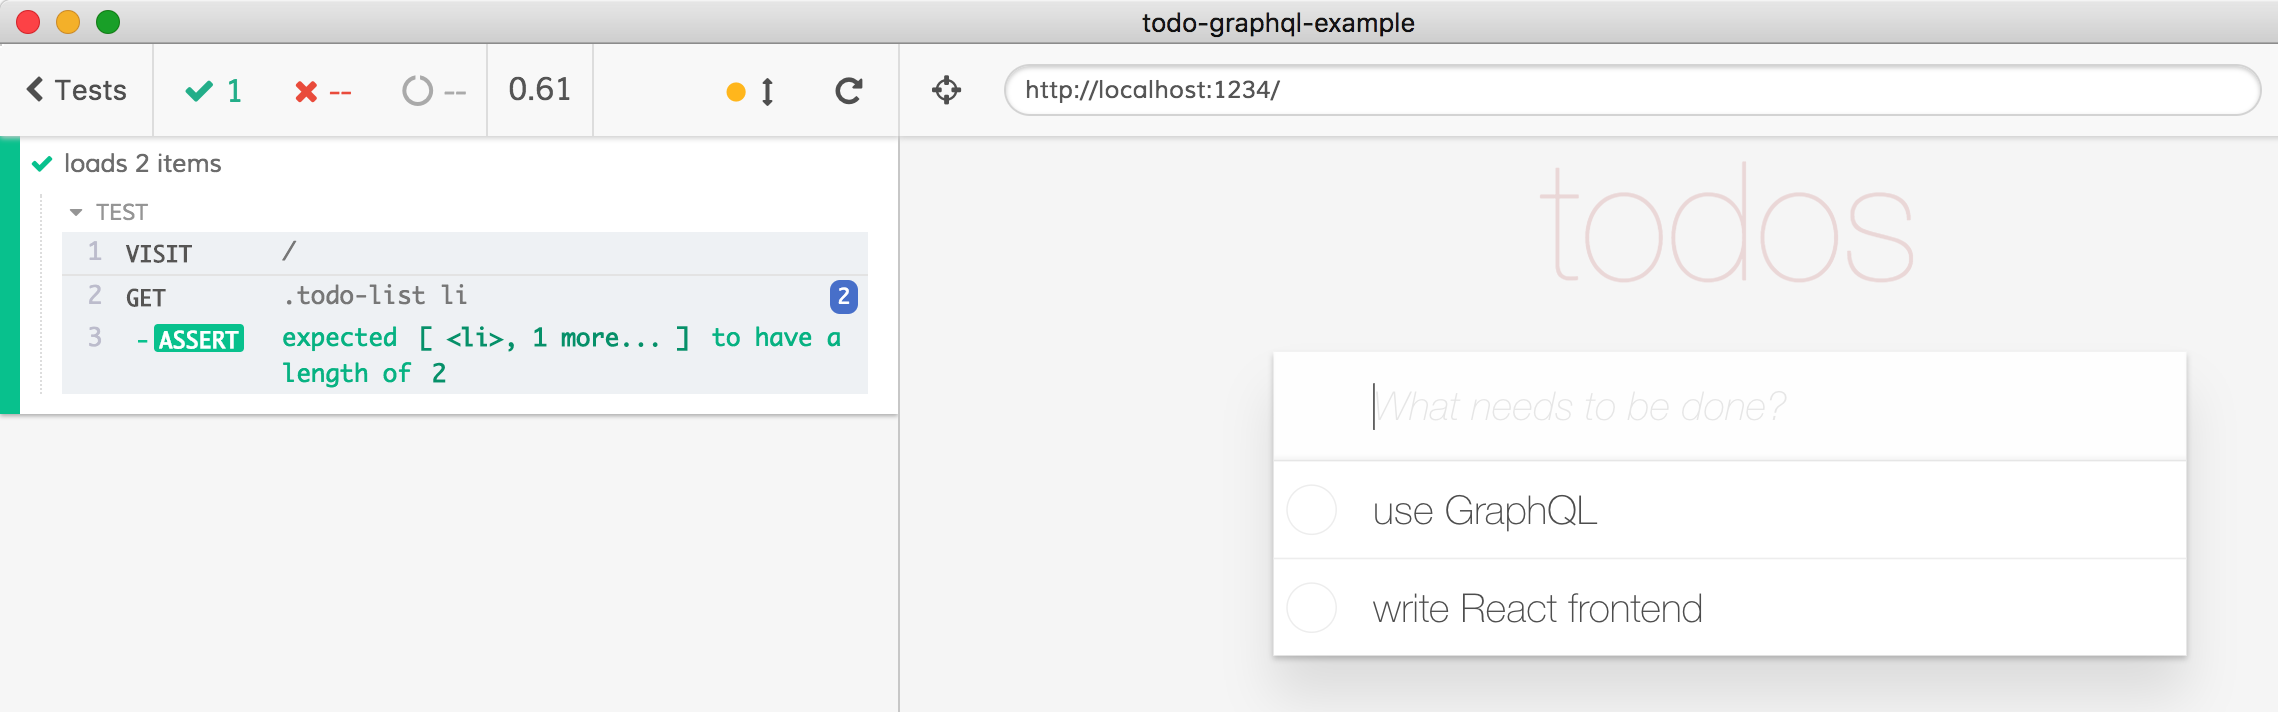 todo-graphql-example
Tests 1 -- -- 0.61
http://localhost:1234/
loads 2 items
TEST
1 VISIT /
2 GET .todo-list li 2
3 -ASSERT expected [ <li>, 1 more... ] to have a
length of 2
todos
What needs to be done?
use GraphQL
write React frontend